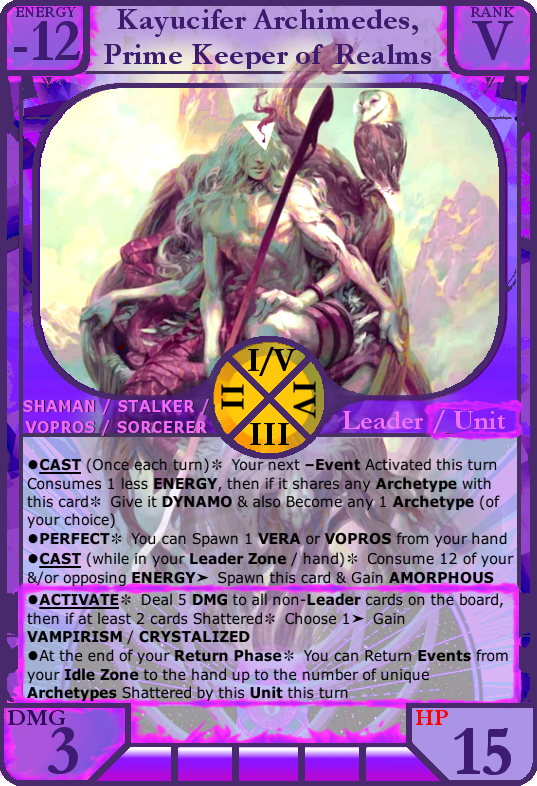 ENERGY
-12
Kayucifer Archimedes,
Prime Keeper of Realms
RANK
V
I/V
II
IV
III
SHAMAN / STALKER /
VOPROS / SORCERER
Leader / Unit
●CAST (Once each turn)✻ Your next –Event Activated this turn
Consumes 1 less ENERGY, then if it shares any Archetype with
this card✻ Give it DYNAMO & also Become any 1 Archetype (of
your choice)
●PERFECT✻ You can Spawn 1 VERA or VOPROS from your hand
●CAST (while in your Leader Zone / hand)✻ Consume 12 of your
&/or opposing ENERGY➤ Spawn this card & Gain AMORPHOUS
●ACTIVATE✻ Deal 5 DMG to all non-Leader cards on the board,
then if at least 2 cards Shattered✻ Choose 1➤ Gain
VAMPIRISM / CRYSTALIZED
●At the end of your Return Phase✻ You can Return Events from
your Idle Zone to the hand up to the number of unique
Archetypes Shattered by this Unit this turn
DMG
3
HP
15